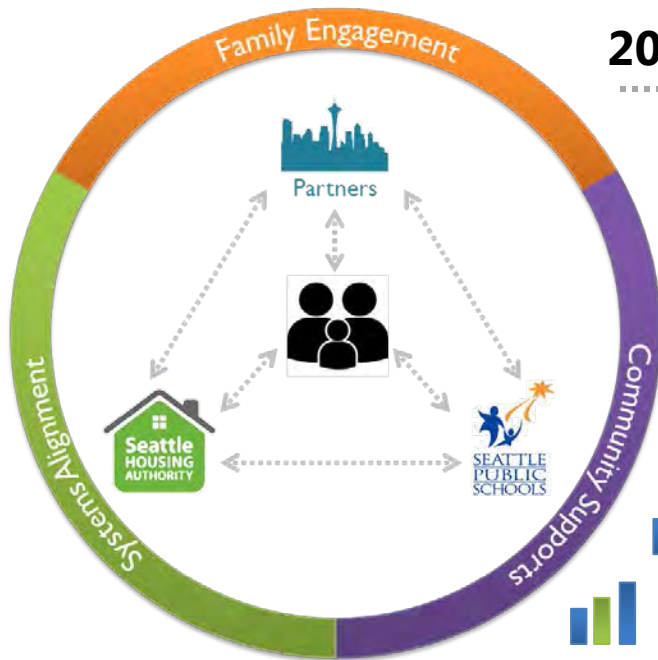 Family Engagement
20
Partners
Systems Alignment
Community Supports
Seattle
HOUSING
AUTHORITY
SEATTLE
PUBLIC
SCHOOLS